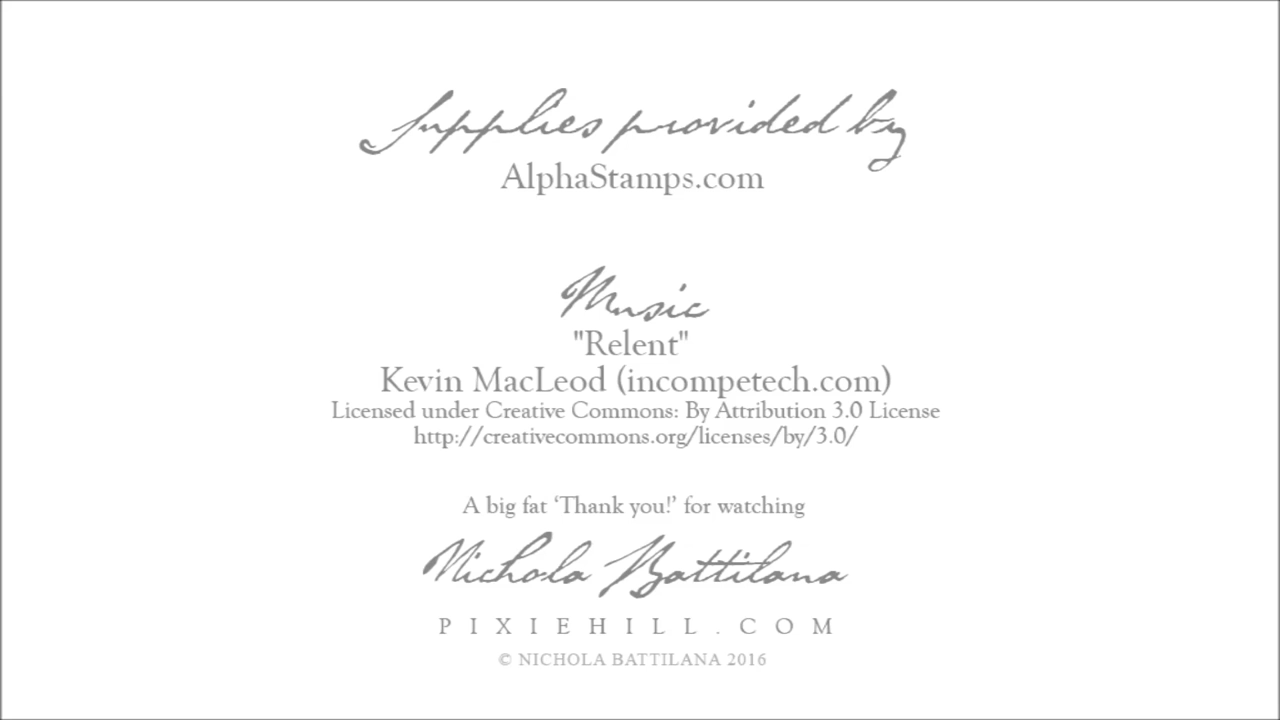 Supplies provided by
AlphaStamps.com
Music
"Relent"
Kevin MacLeod (incompetech.com)
Licensed under Creative Commons: By Attribution 3.0 License
http://creativecommons.org/licenses/by/3.0/
A big fat ‘Thank you!’ for watching
Nichola Battilana
PIXIEHILL.COM
© NICHOLA BATTILANA 2016